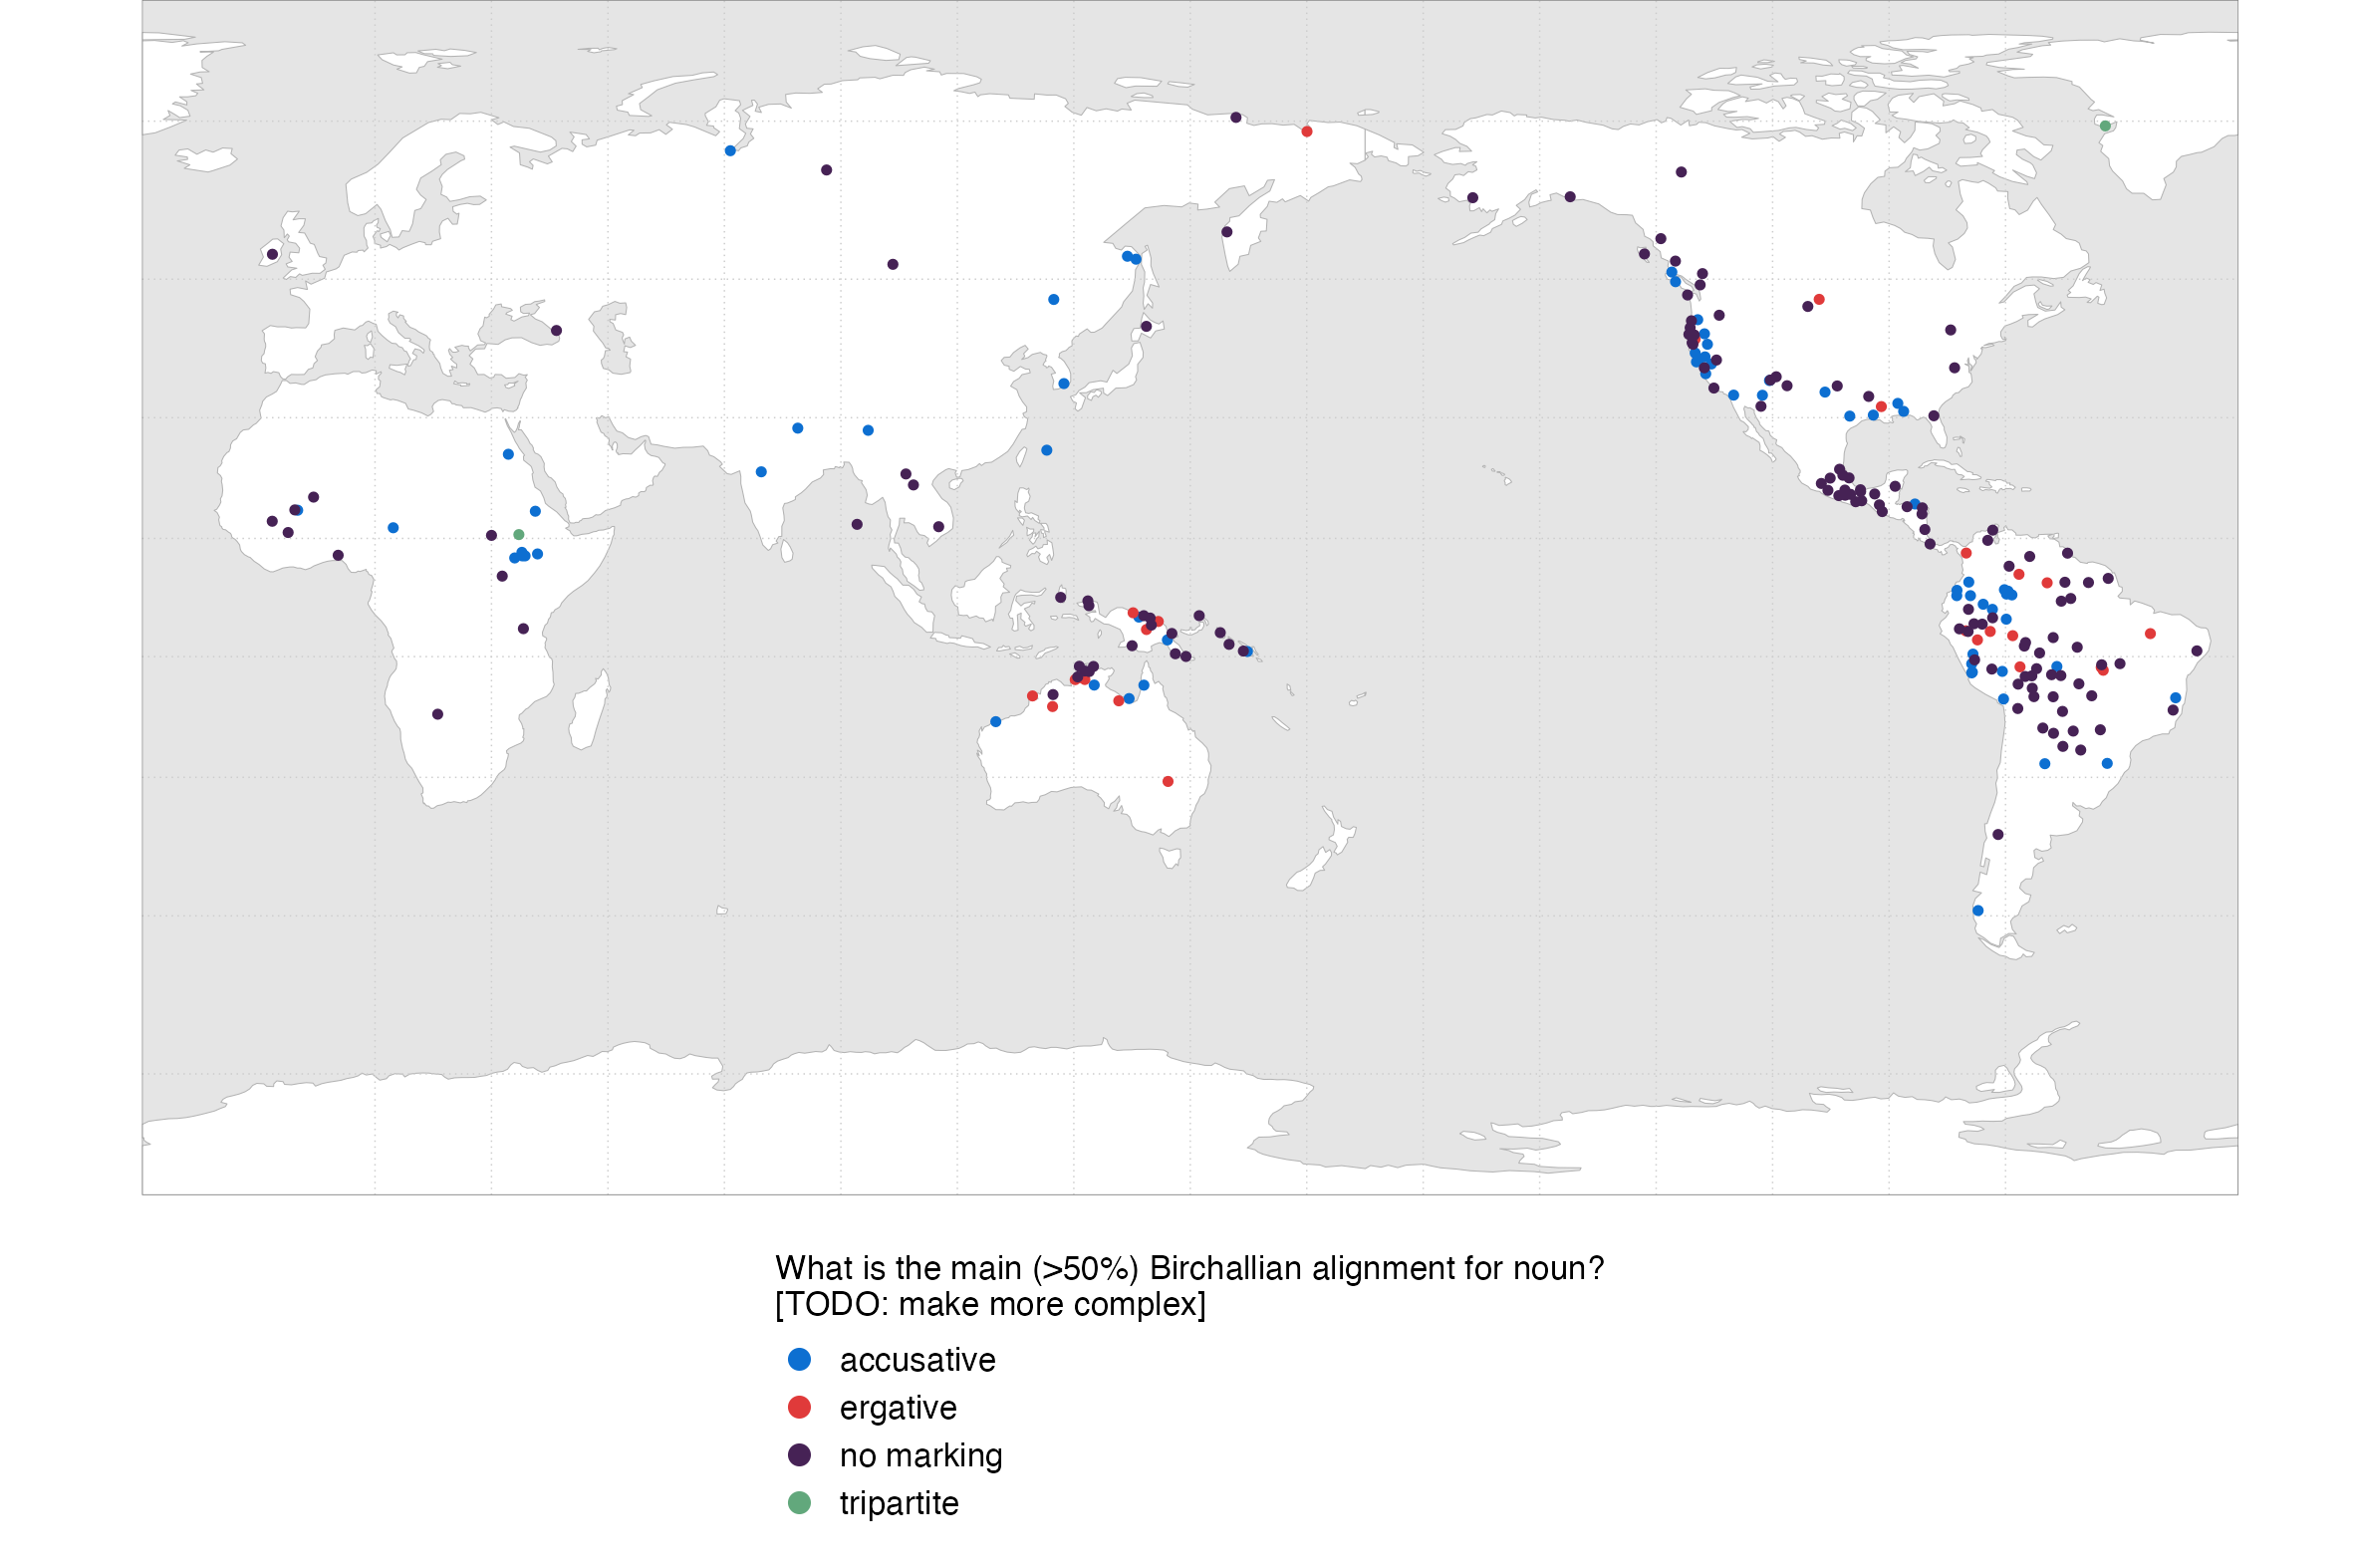 What is the main (>50%) Birchallian alignment for noun?
[TODO: make more complex]
accusative
ergative
no marking
tripartite